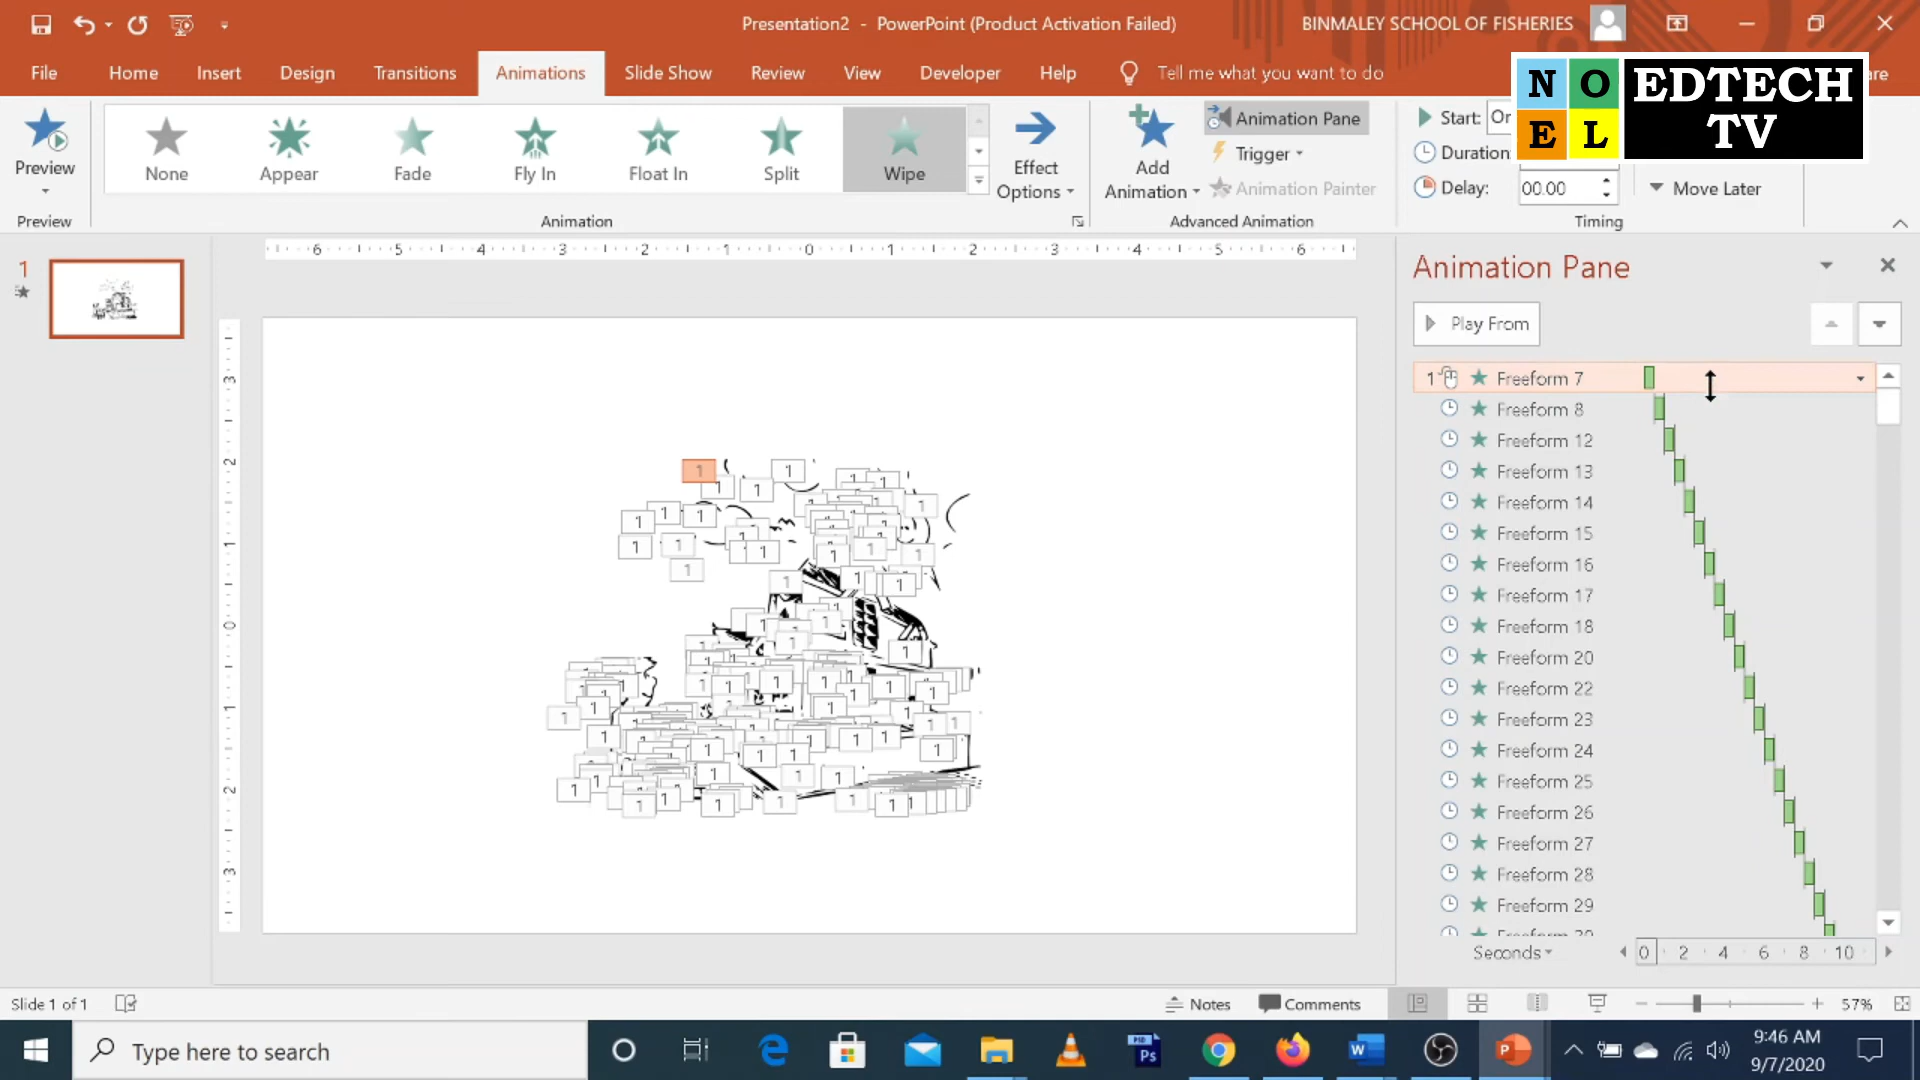 Presentation2 - PowerPoint (Product Activation Failed)
BINMALEY SCHOOL OF FISHERIES
File Home Insert Design Transitions Animations Slide Show Review View Developer Help Tell me what you want to do
NOEL EDTECH TV
Preview
None Appear Fade Fly In Float In Split Wipe
Effect Options
Add Animation
Animation Pane
Trigger
Animation Painter
Start:
Duration:
Delay: 00.00
Move Later
Preview Animation Advanced Animation Timing
Animation Pane
Play From
1 Freeform 7
Freeform 8
Freeform 12
Freeform 13
Freeform 14
Freeform 15
Freeform 16
Freeform 17
Freeform 18
Freeform 20
Freeform 22
Freeform 23
Freeform 24
Freeform 25
Freeform 26
Freeform 27
Freeform 28
Freeform 29
Seconds 0 2 4 6 8 10
Slide 1 of 1
Notes Comments 57%
Type here to search
9:46 AM
9/7/2020